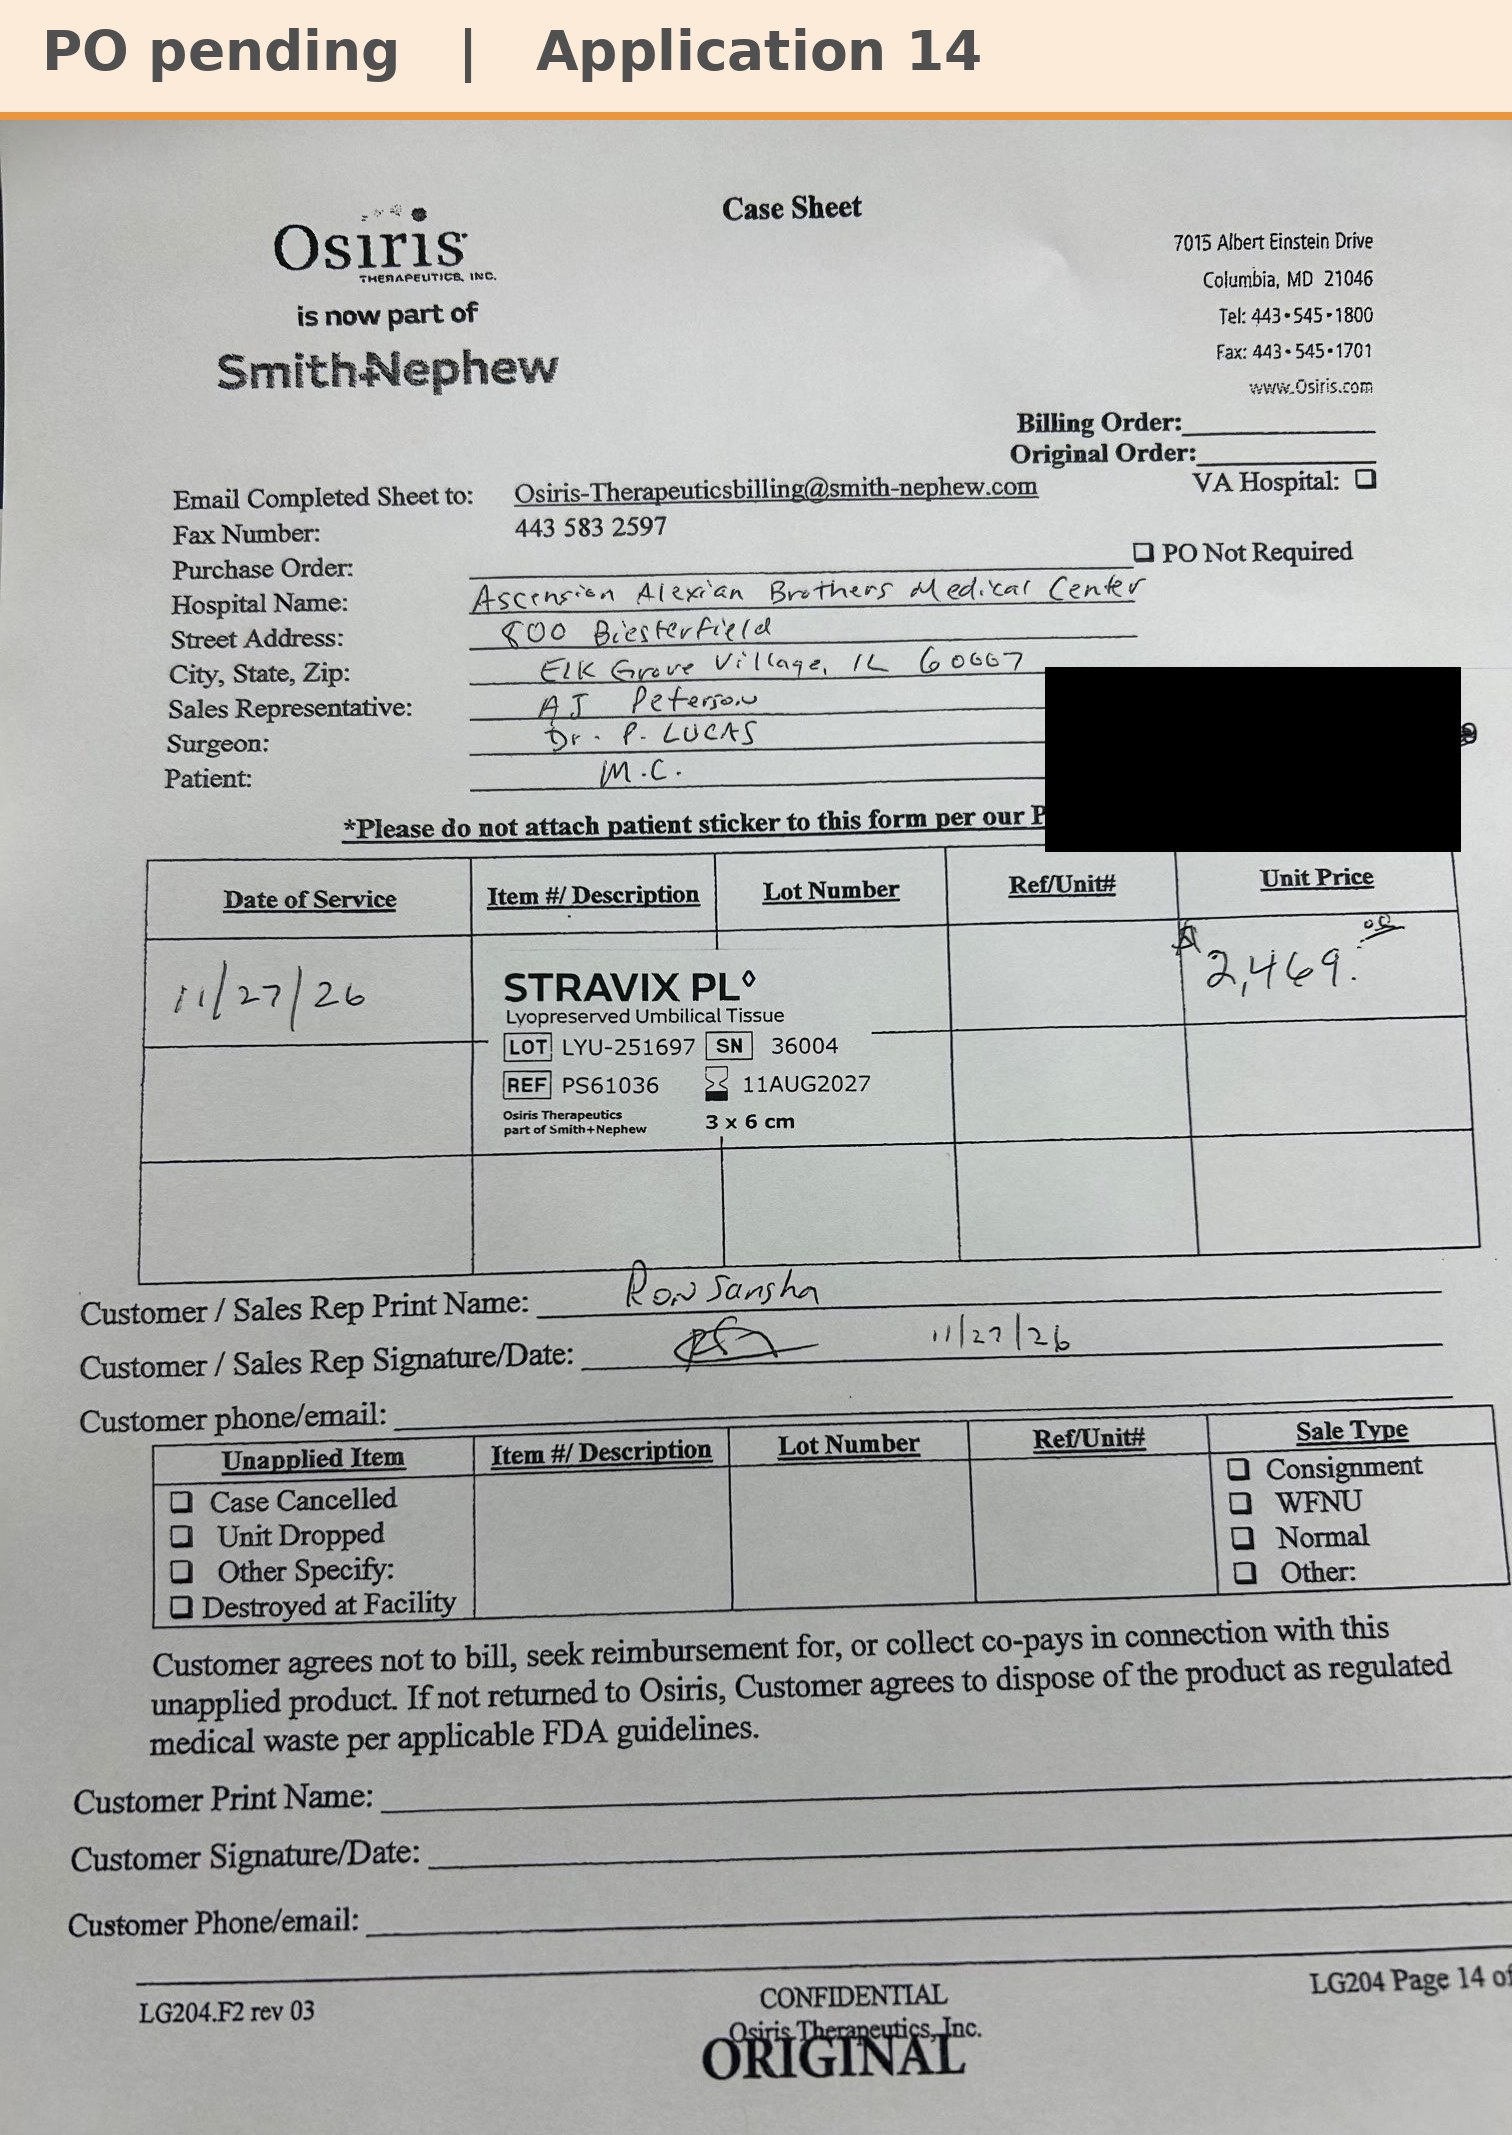 PO pending | Application 14
Case Sheet
Osiris
THERAPEUTICS, INC.
is now part of
Smith+Nephew
7015 Albert Einstein Drive
Columbia, MD 21046
Tel: 443•545•1800
Fax: 443•545•1701
www.Osiris.com
Billing Order:
Original Order:
VA Hospital: ☐
Email Completed Sheet to: Osiris-Therapeuticsbilling@smith-nephew.com
Fax Number: 443 583 2597
Purchase Order: ☐ PO Not Required
Hospital Name: Ascension Alexian Brothers Medical Center
Street Address: 800 Biesterfield
City, State, Zip: Elk Grove Village, IL 60007
Sales Representative: AJ Peterson
Surgeon: Dr. P. LUCAS
Patient: M.C.
*Please do not attach patient sticker to this form per our P
Date of Service Item #/ Description Lot Number Ref/Unit# Unit Price
11/27/26 $2,469.00
STRAVIX PL◊
Lyopreserved Umbilical Tissue
LOT LYU-251697 SN 36004
REF PS61036 11AUG2027
Osiris Therapeutics
part of Smith+Nephew 3 x 6 cm
Customer / Sales Rep Print Name: Ron Sansha
Customer / Sales Rep Signature/Date: 11/27/26
Customer phone/email:
Unapplied Item Item #/ Description Lot Number Ref/Unit# Sale Type
☐ Case Cancelled ☐ Consignment
☐ Unit Dropped ☐ WFNU
☐ Other Specify: ☐ Normal
☐ Destroyed at Facility ☐ Other:
Customer agrees not to bill, seek reimbursement for, or collect co-pays in connection with this
unapplied product. If not returned to Osiris, Customer agrees to dispose of the product as regulated
medical waste per applicable FDA guidelines.
Customer Print Name:
Customer Signature/Date:
Customer Phone/email:
LG204.F2 rev 03
CONFIDENTIAL
Osiris Therapeutics, Inc.
LG204 Page 14 of
ORIGINAL